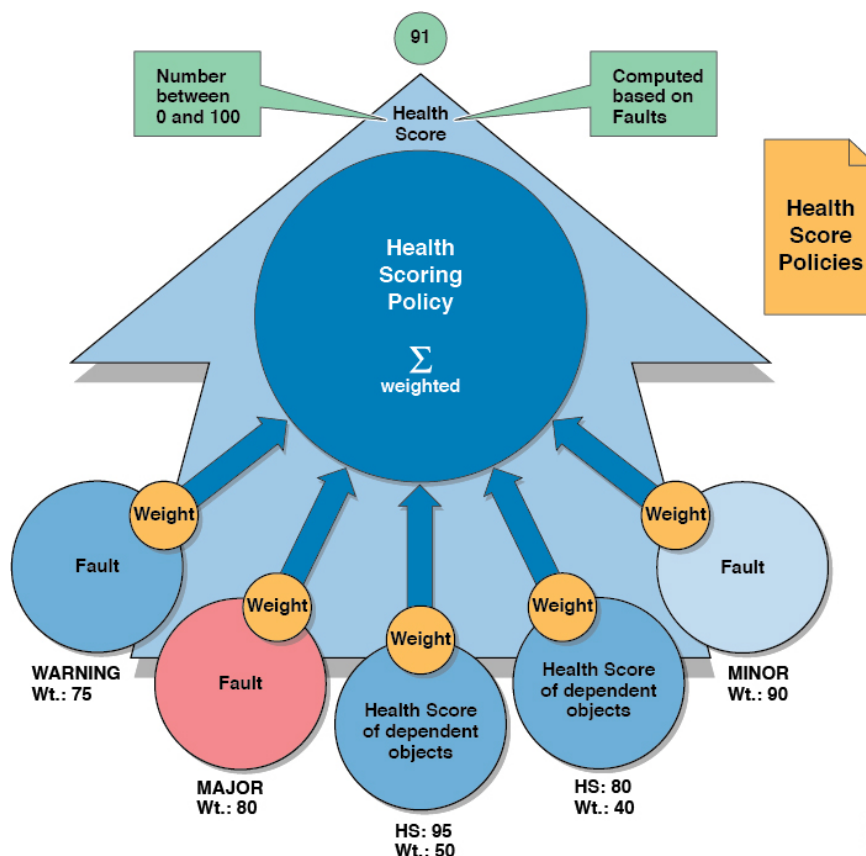 91
Number
between
0 and 100
Health
Score
Computed
based on
Faults
Health
Score
Policies
Health
Scoring
Policy
Σ
weighted
Weight
Fault
WARNING
Wt.: 75
Weight
Fault
MAJOR
Wt.: 80
Weight
Health Score
of dependent
objects
HS: 95
Wt.: 50
Weight
Health Score
of dependent
objects
HS: 80
Wt.: 40
Weight
Fault
MINOR
Wt.: 90